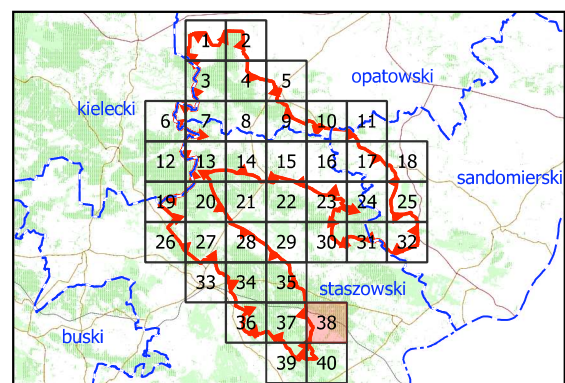 1 2
3 4 5
opatowski
kielecki
6 7 8 9 10 11
12 13 14 15 16 17 18
sandomierski
19 20 21 22 23 24 25
26 27 28 29 30 31 32
33 34 35
staszowski
36 37 38
buski
39 40